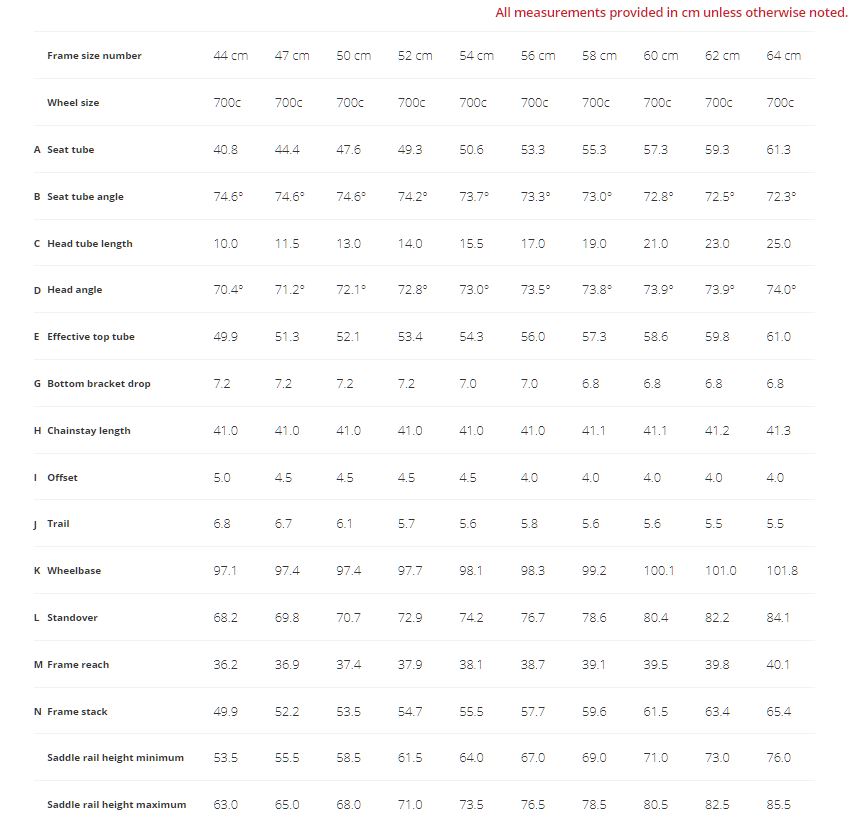 All measurements provided in cm unless otherwise noted.
Frame size number 44 cm 47 cm 50 cm 52 cm 54 cm 56 cm 58 cm 60 cm 62 cm 64 cm
Wheel size 700c 700c 700c 700c 700c 700c 700c 700c 700c 700c
A Seat tube 40.8 44.4 47.6 49.3 50.6 53.3 55.3 57.3 59.3 61.3
B Seat tube angle 74.6° 74.6° 74.6° 74.2° 73.7° 73.3° 73.0° 72.8° 72.5° 72.3°
C Head tube length 10.0 11.5 13.0 14.0 15.5 17.0 19.0 21.0 23.0 25.0
D Head angle 70.4° 71.2° 72.1° 72.8° 73.0° 73.5° 73.8° 73.9° 73.9° 74.0°
E Effective top tube 49.9 51.3 52.1 53.4 54.3 56.0 57.3 58.6 59.8 61.0
G Bottom bracket drop 7.2 7.2 7.2 7.2 7.0 7.0 6.8 6.8 6.8 6.8
H Chainstay length 41.0 41.0 41.0 41.0 41.0 41.0 41.1 41.1 41.2 41.3
I Offset 5.0 4.5 4.5 4.5 4.5 4.0 4.0 4.0 4.0 4.0
J Trail 6.8 6.7 6.1 5.7 5.6 5.8 5.6 5.6 5.5 5.5
K Wheelbase 97.1 97.4 97.4 97.7 98.1 98.3 99.2 100.1 101.0 101.8
L Standover 68.2 69.8 70.7 72.9 74.2 76.7 78.6 80.4 82.2 84.1
M Frame reach 36.2 36.9 37.4 37.9 38.1 38.7 39.1 39.5 39.8 40.1
N Frame stack 49.9 52.2 53.5 54.7 55.5 57.7 59.6 61.5 63.4 65.4
Saddle rail height minimum 53.5 55.5 58.5 61.5 64.0 67.0 69.0 71.0 73.0 76.0
Saddle rail height maximum 63.0 65.0 68.0 71.0 73.5 76.5 78.5 80.5 82.5 85.5